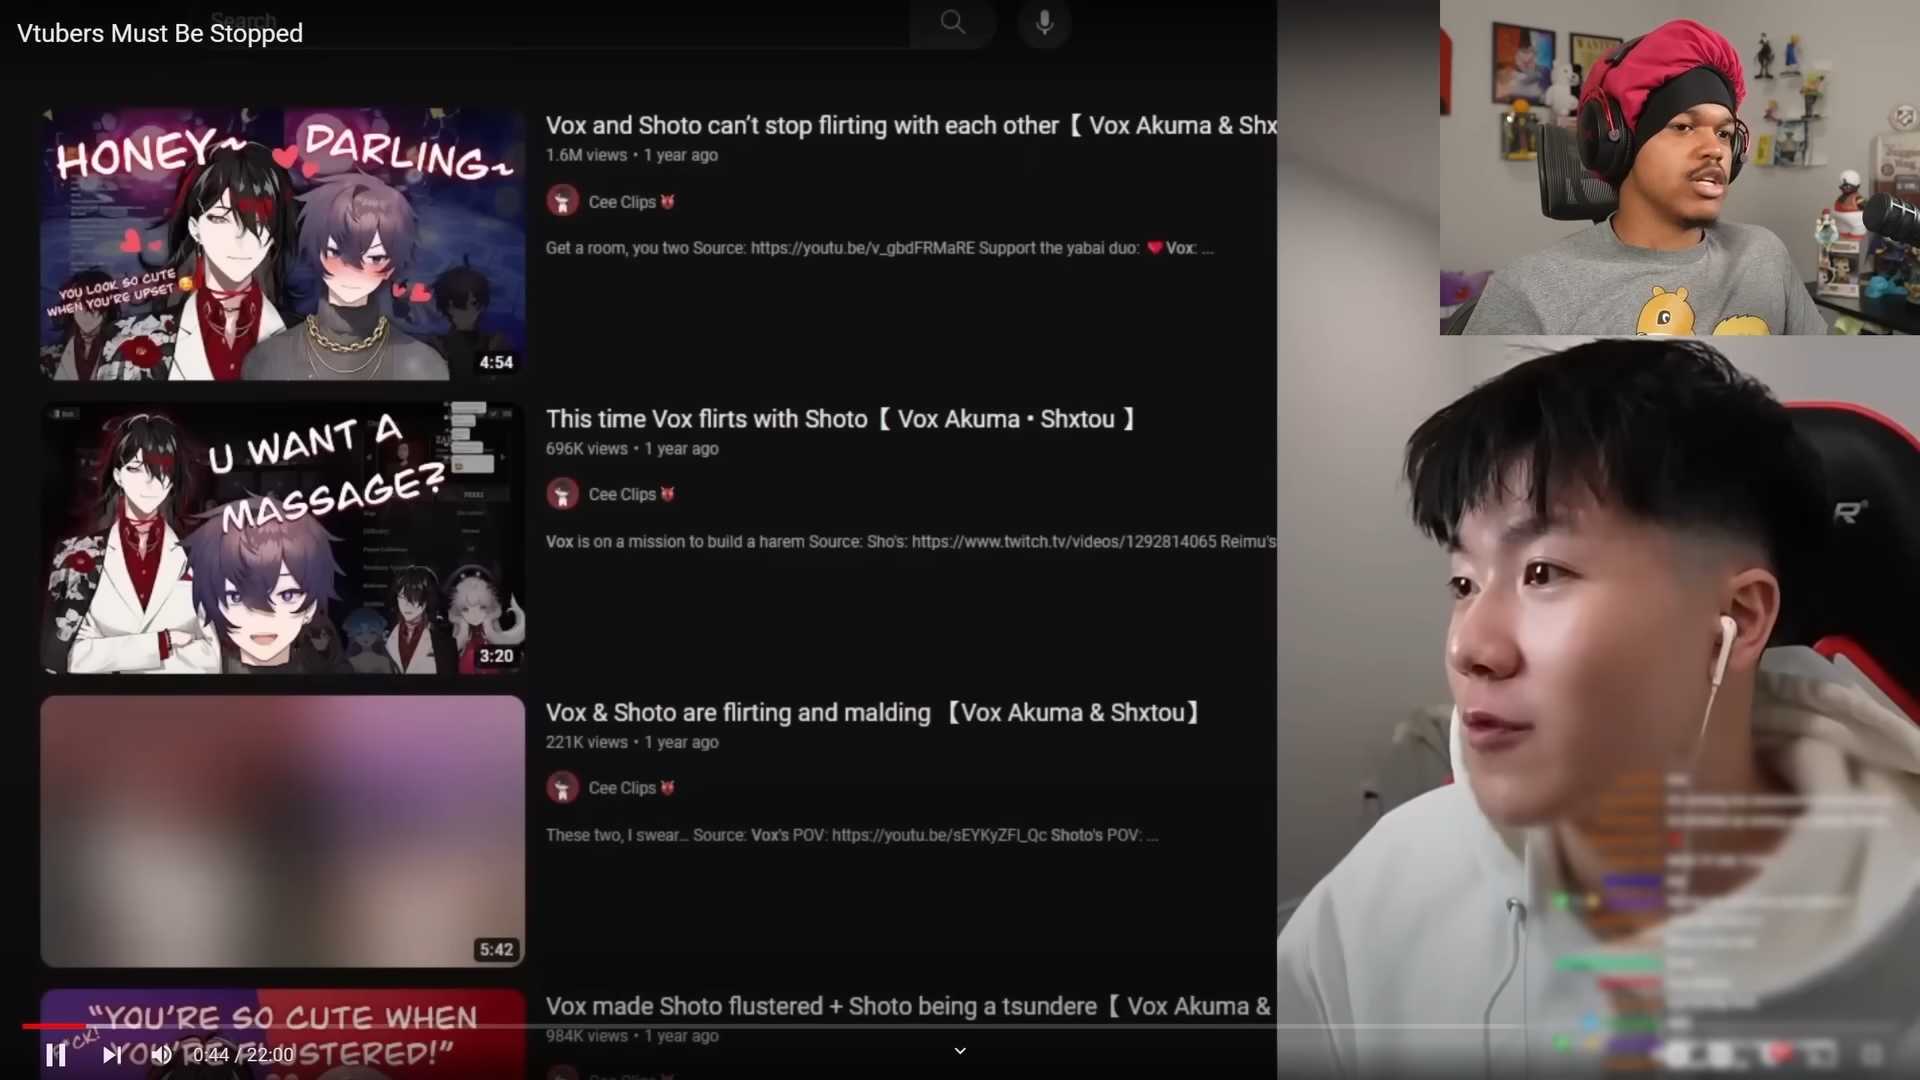 Search
Vtubers Must Be Stopped
HONEY~ DARLING~
YOU LOOK SO CUTE
WHEN YOU'RE UPSET
4:54
Vox and Shoto can't stop flirting with each other【 Vox Akuma & Shx
1.6M views • 1 year ago
Cee Clips
Get a room, you two Source: https://youtu.be/v_gbdFRMaRE Support the yabai duo: ❤Vox: ...
U WANT A
MASSAGE?
3:20
This time Vox flirts with Shoto【 Vox Akuma • Shxtou 】
696K views • 1 year ago
Cee Clips
Vox is on a mission to build a harem Source: Sho's: https://www.twitch.tv/videos/1292814065 Reimu's
5:42
Vox & Shoto are flirting and malding 【Vox Akuma & Shxtou】
221K views • 1 year ago
Cee Clips
These two, I swear... Source: Vox's POV: https://youtu.be/sEYKyZFl_Qc Shoto's POV: ...
"YOU'RE SO CUTE WHEN
YOU'RE FLUSTERED!"
Vox made Shoto flustered + Shoto being a tsundere【 Vox Akuma &
984K views • 1 year ago
Cee Clips
0:44 / 22:00